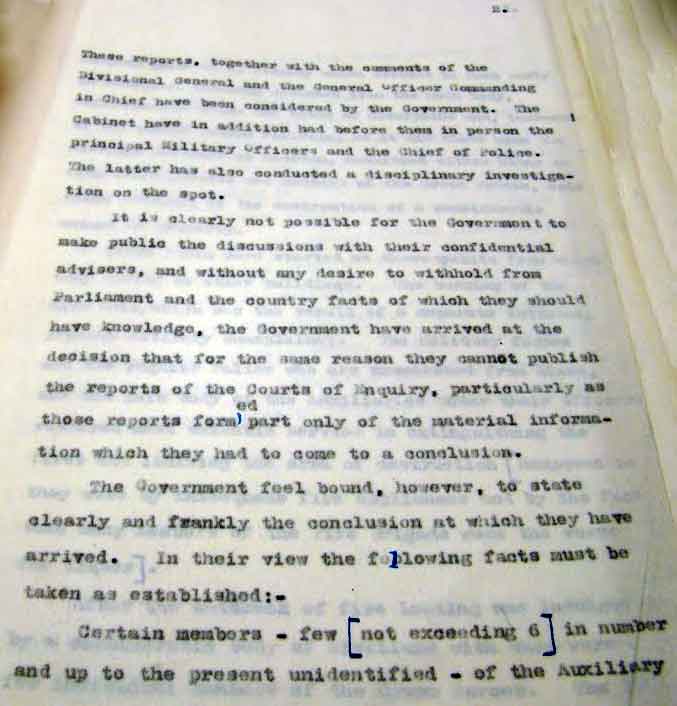 2.
These reports, together with the comments of the
Divisional General and the General Officer Commanding
in Chief have been considered by the Government. The
Cabinet have in addition had before them in person the
principal Military Officers and the Chief of Police.
The latter has also conducted a disciplinary investiga-
tion on the spot.
It is clearly not possible for the Government to
make public the discussions with their confidential
advisers, and without any desire to withhold from
Parliament and the country facts of which they should
have knowledge, the Government have arrived at the
decision that for the same reason they cannot publish
the reports of the Courts of Enquiry, particularly as
those reports formed part only of the material informa-
tion which they had to come to a conclusion.
The Government feel bound, however, to state
clearly and frankly the conclusion at which they have
arrived. In their view the following facts must be
taken as established:-
Certain members - few [not exceeding 6] in number
and up to the present unidentified - of the Auxiliary